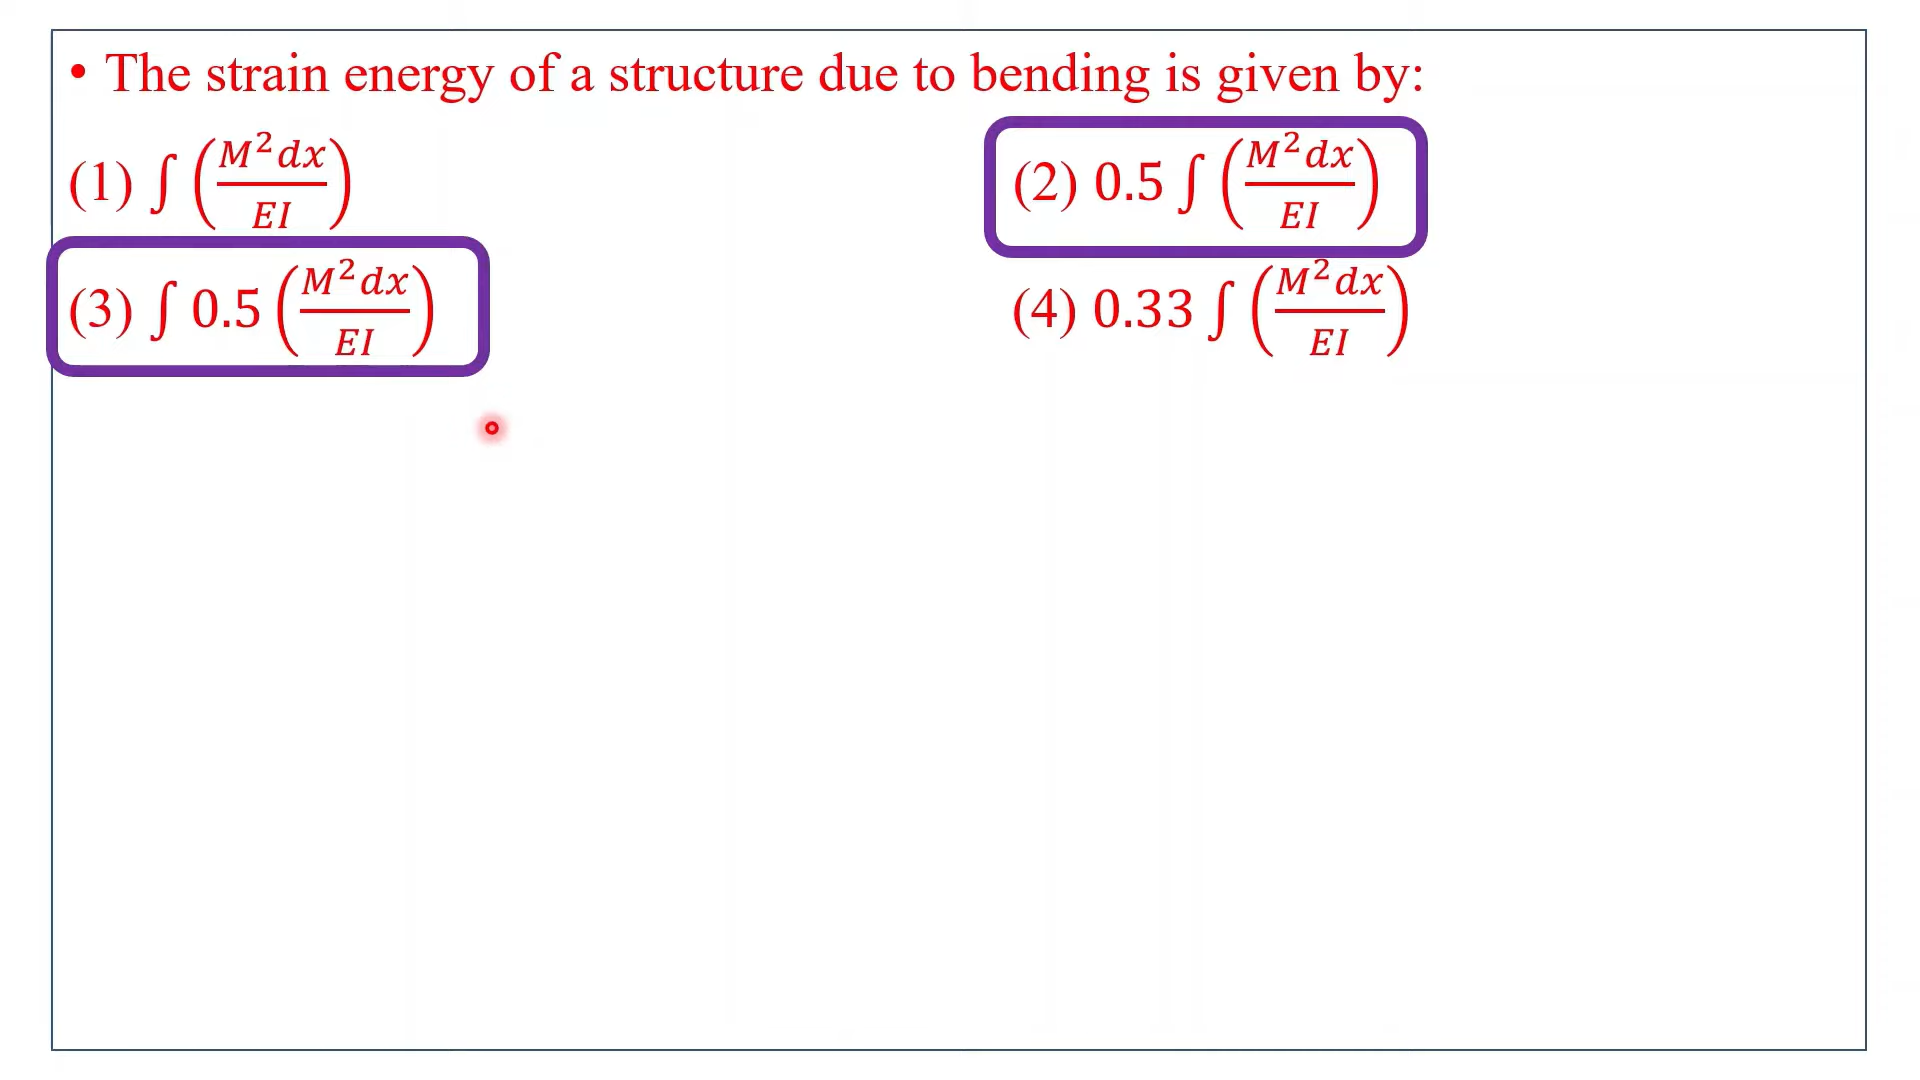 • The strain energy of a structure due to bending is given by:
(1) ∫ (M²dx/EI) (2) 0.5 ∫ (M²dx/EI)
(3) ∫ 0.5 (M²dx/EI) (4) 0.33 ∫ (M²dx/EI)